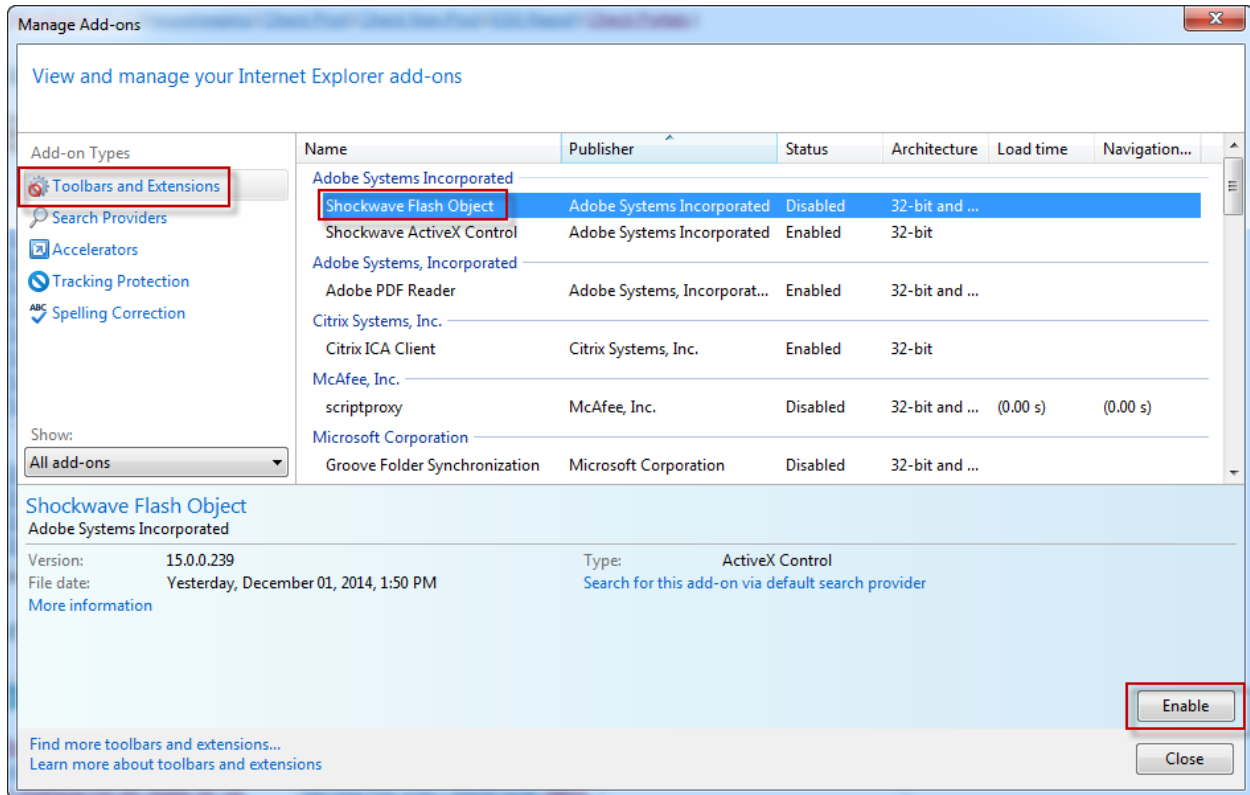 Manage Add-ons
View and manage your Internet Explorer add-ons
Add-on Types
Toolbars and Extensions
Search Providers
Accelerators
Tracking Protection
ABC Spelling Correction
Show:
All add-ons
Name Publisher Status Architecture Load time Navigation...
Adobe Systems Incorporated
Shockwave Flash Object Adobe Systems Incorporated Disabled 32-bit and ...
Shockwave ActiveX Control Adobe Systems Incorporated Enabled 32-bit
Adobe Systems, Incorporated
Adobe PDF Reader Adobe Systems, Incorporat... Enabled 32-bit and ...
Citrix Systems, Inc.
Citrix ICA Client Citrix Systems, Inc. Enabled 32-bit
McAfee, Inc.
scriptproxy McAfee, Inc. Disabled 32-bit and ... (0.00 s) (0.00 s)
Microsoft Corporation
Groove Folder Synchronization Microsoft Corporation Disabled 32-bit and ...
Shockwave Flash Object
Adobe Systems Incorporated
Version: 15.0.0.239 Type: ActiveX Control
File date: Yesterday, December 01, 2014, 1:50 PM Search for this add-on via default search provider
More information
Enable
Find more toolbars and extensions...
Learn more about toolbars and extensions
Close